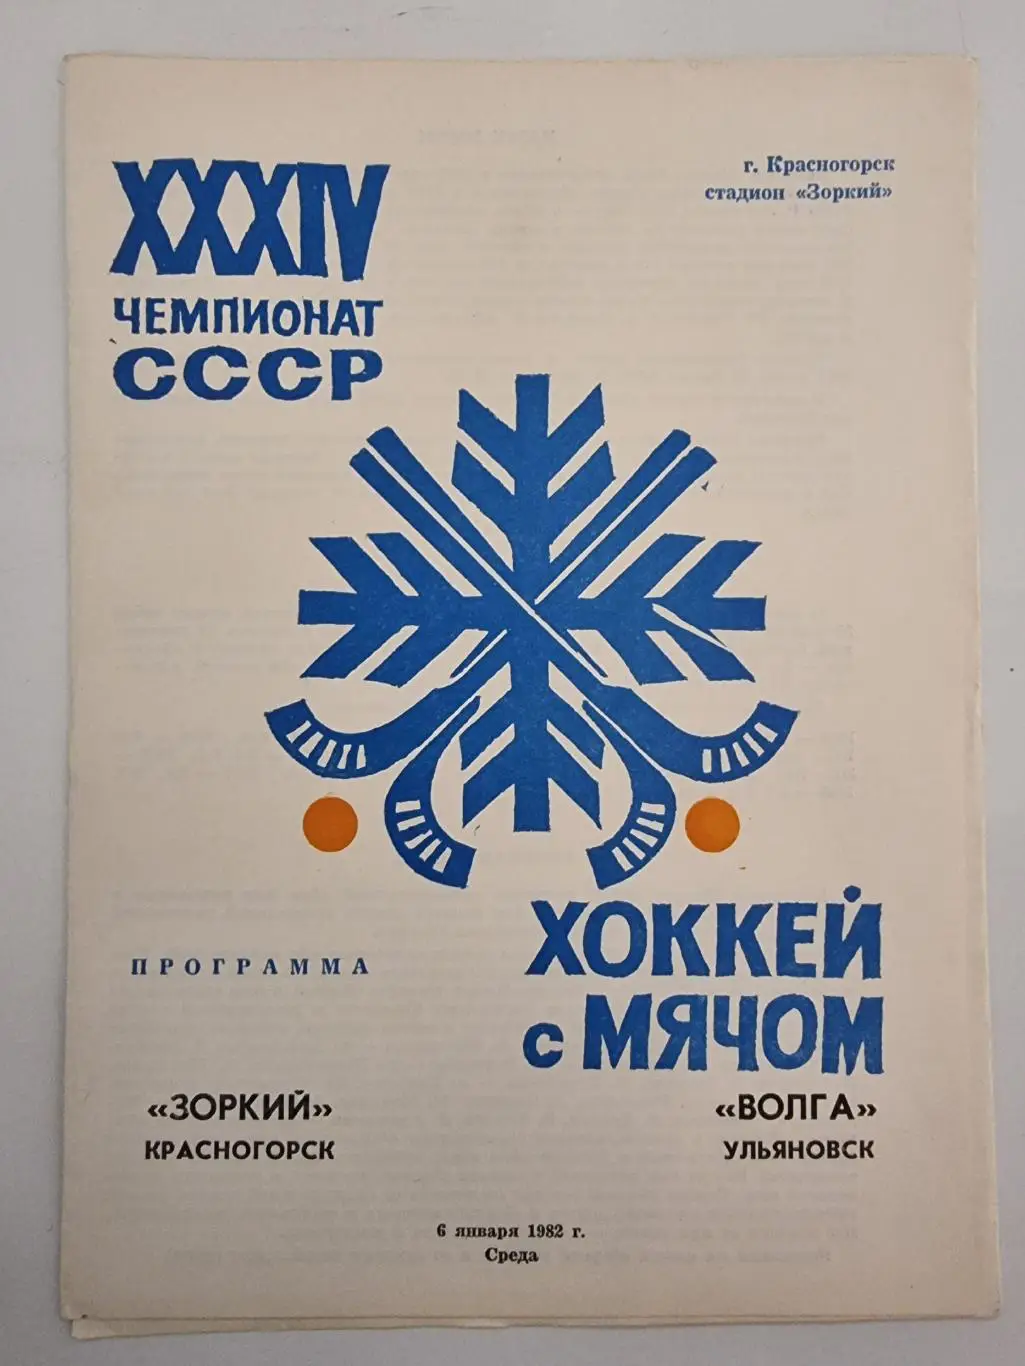 XXXIV
ЧЕМПИОНАТ
СССР
г. Красногорск
стадион «Зоркий»
ПРОГРАММА
ХОККЕЙ
с МЯЧОМ
«ЗОРКИЙ»
КРАСНОГОРСК
«ВОЛГА»
УЛЬЯНОВСК
6 января 1982 г.
Среда